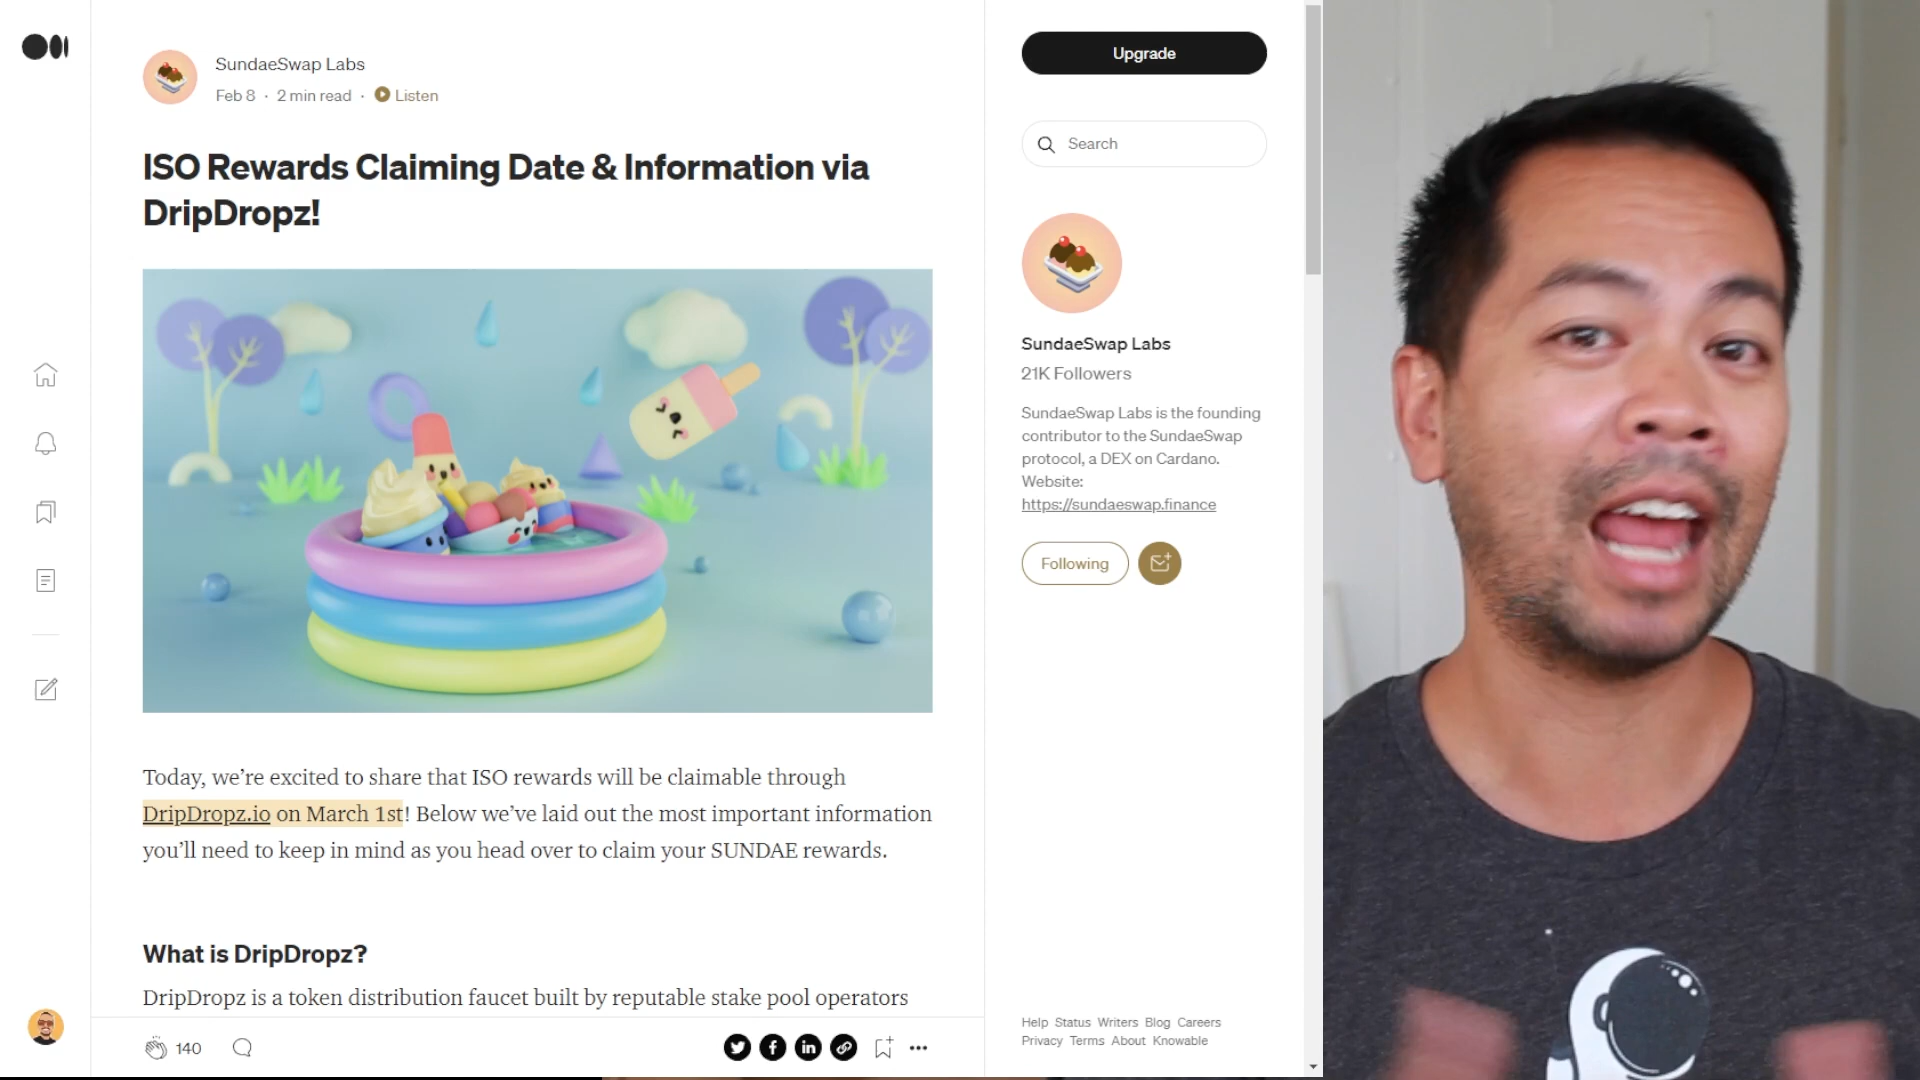 SundaeSwap Labs
Feb 8 · 2 min read · Listen
ISO Rewards Claiming Date & Information via
DripDropz!
Today, we’re excited to share that ISO rewards will be claimable through
DripDropz.io on March 1st! Below we’ve laid out the most important information
you’ll need to keep in mind as you head over to claim your SUNDAE rewards.
What is DripDropz?
DripDropz is a token distribution faucet built by reputable stake pool operators
140
Upgrade
Search
SundaeSwap Labs
21K Followers
SundaeSwap Labs is the founding
contributor to the SundaeSwap
protocol, a DEX on Cardano.
Website:
https://sundaeswap.finance
Following
Help Status Writers Blog Careers
Privacy Terms About Knowable